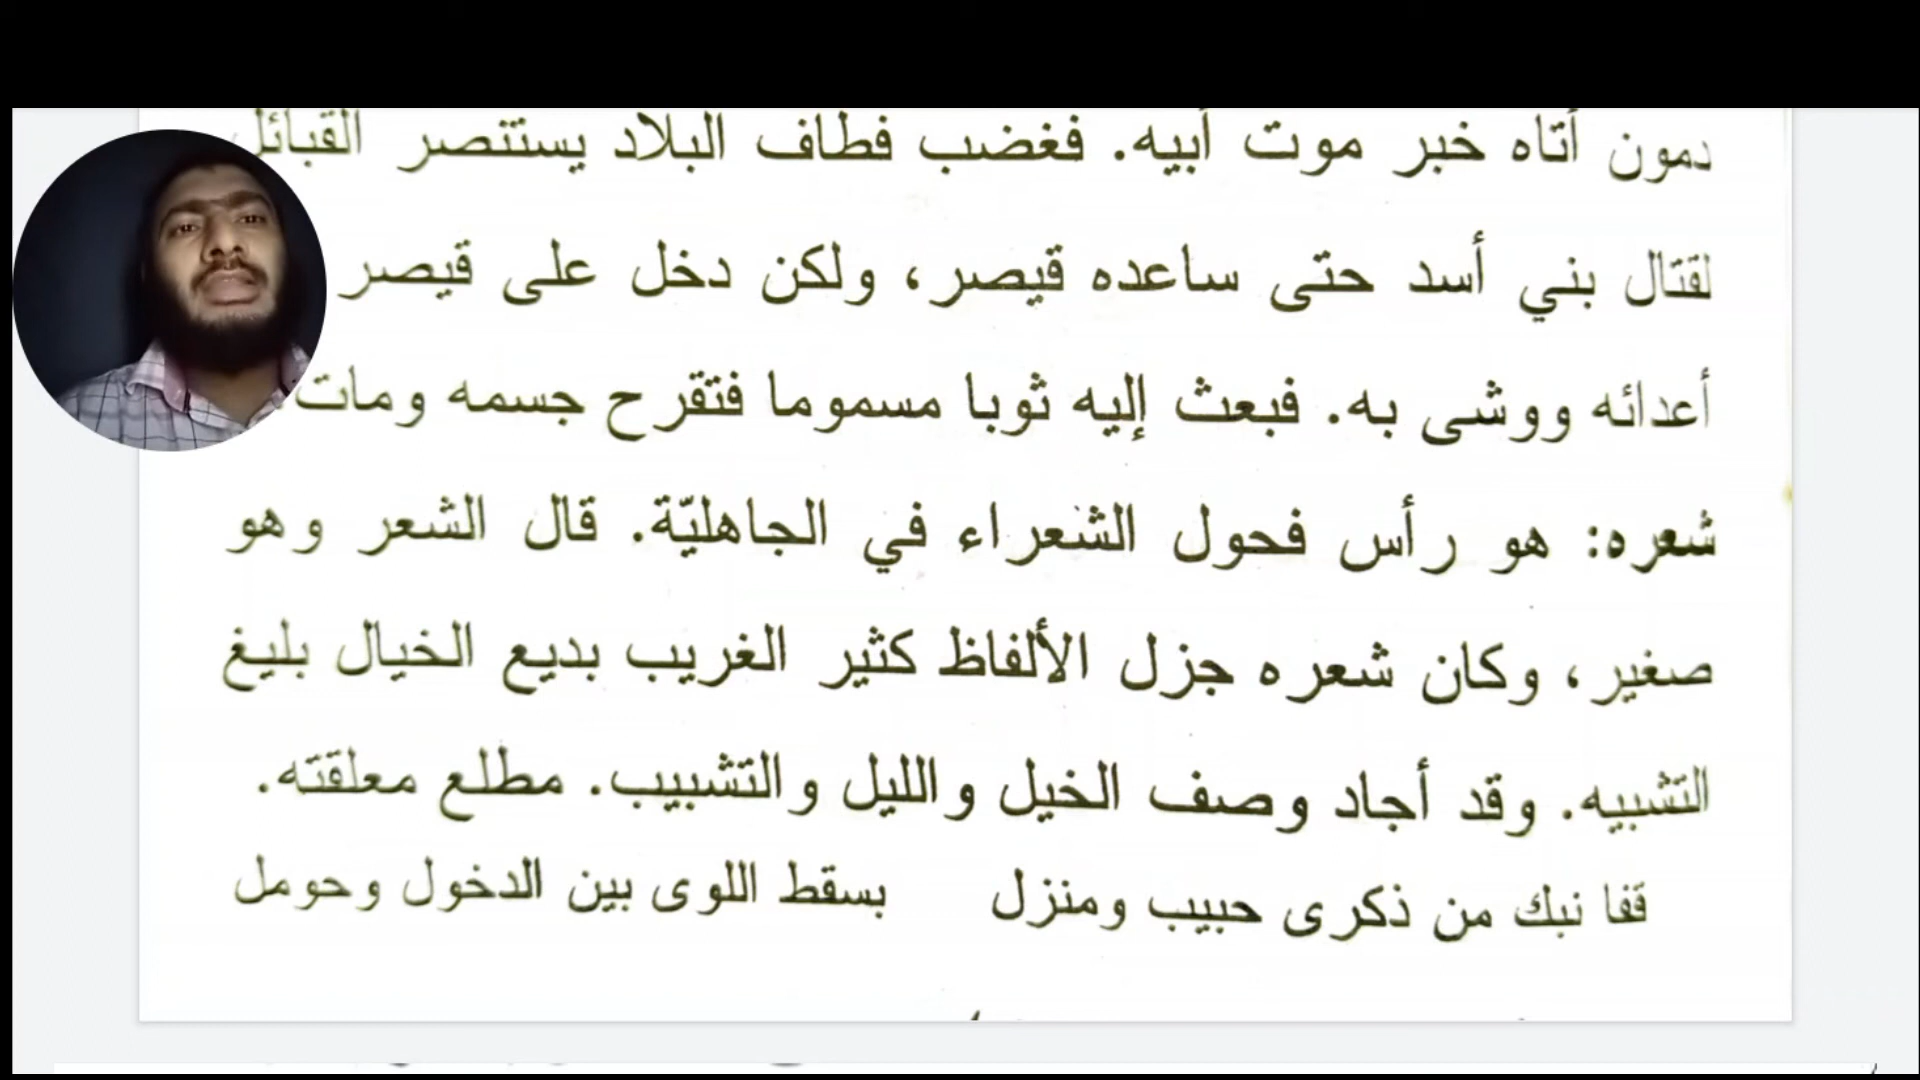 دمون أتاه خبر موت أبيه. فغضب فطاف البلاد يستنصر القبائل
لقتال بني أسد حتى ساعده قيصر، ولكن دخل على قيصر
أعدائه ووشى به. فبعث إليه ثوبا مسموما فتقرح جسمه ومات.
شعره: هو رأس فحول الشعراء في الجاهليّة. قال الشعر وهو
صغير، وكان شعره جزل الألفاظ كثير الغريب بديع الخيال بليغ
التشبيه. وقد أجاد وصف الخيل والليل والتشبيب. مطلع معلقته.
قفا نبك من ذكرى حبيب ومنزل بسقط اللوى بين الدخول وحومل